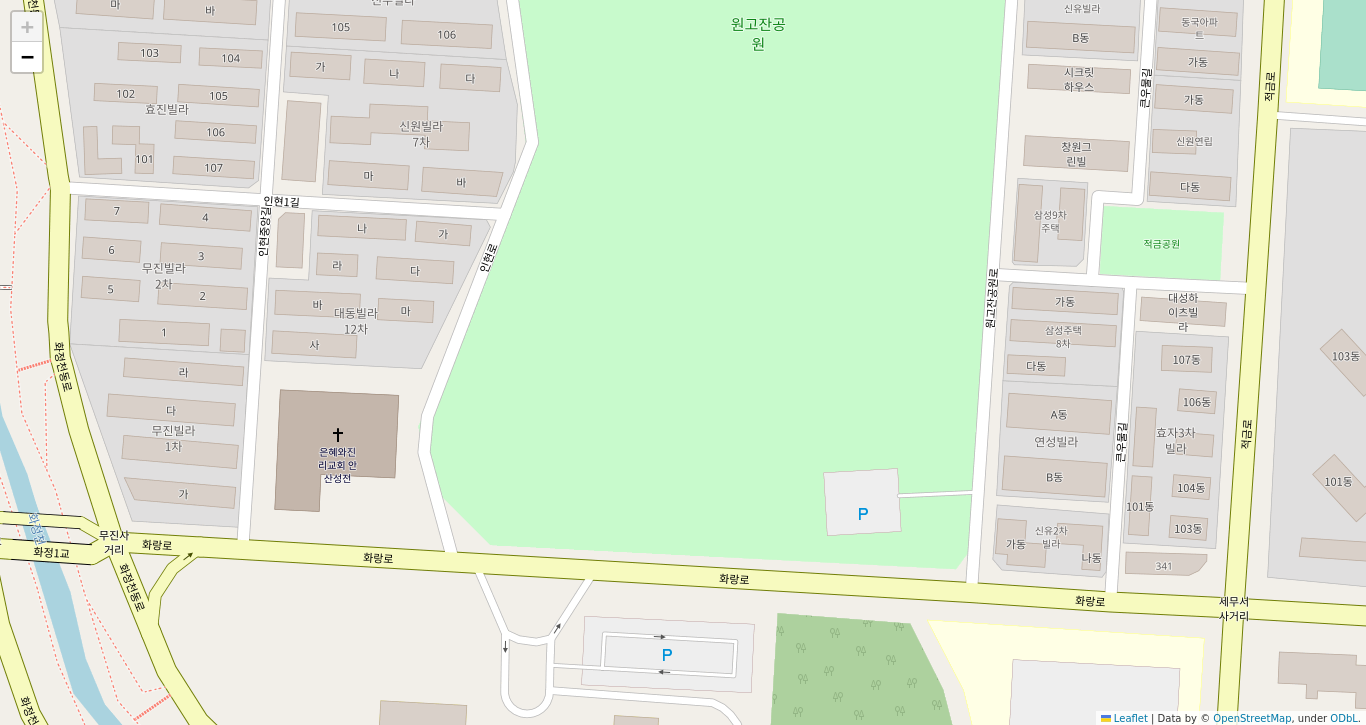 마
바
103
104
102
105
효진빌라
106
101
107
105
106
가
나
다
신원빌라
7차
마
바
원고잔공
원
신유빌라
B동
시크릿
하우스
창원그
린빌
삼성9차
주택
큰우물길
동국아파
트
가동
가동
신원연립
다동
적금로
적금공원
인현1길
인현중앙길
인현로
7
4
6
3
무진빌라
2차
5
2
1
나
가
라
다
바
대동빌라
12차
마
사
라
다
무진빌라
1차
가
은혜와진
리교회 안
산성전
화정천동로
원고잔공원로
가동
삼성주택
8차
다동
A동
연성빌라
B동
신유2차
빌라
가동
나동
대성하
이츠빌
라
107동
106동
효자3차
빌라
104동
101동
103동
341
큰우물길
적금로
103동
101동
P
화정천
무진사
거리
화정1교
화랑로
화랑로
화랑로
화랑로
세무서
사거리
화정천동로
P
+
−
Leaflet | Data by © OpenStreetMap, under ODbL.